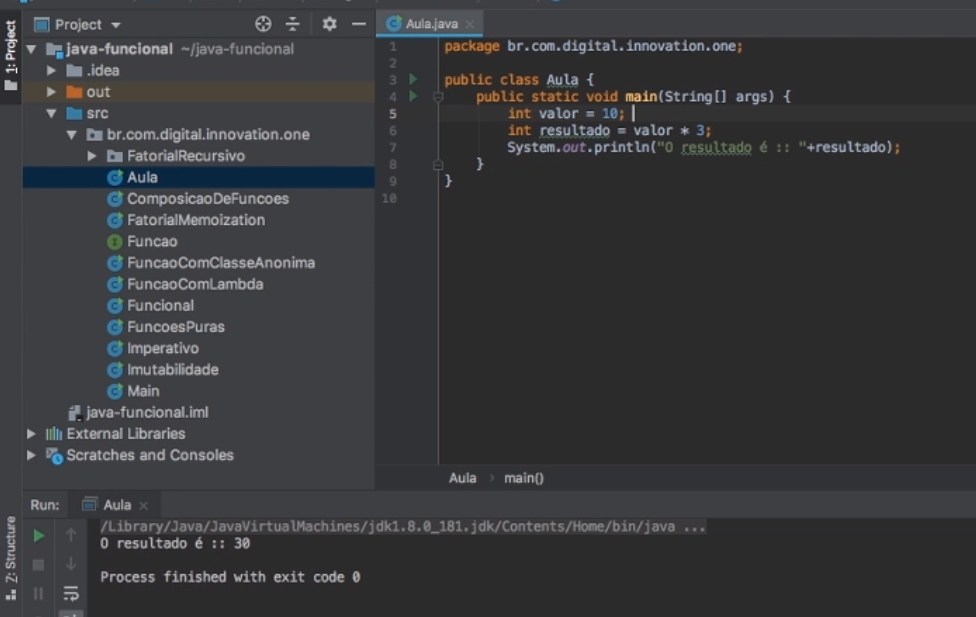 1: Project
Project
java-funcional ~/java-funcional
.idea
out
src
br.com.digital.innovation.one
FatorialRecursivo
Aula
ComposicaoDeFuncoes
FatorialMemoization
Funcao
FuncaoComClasseAnonima
FuncaoComLambda
Funcional
FuncoesPuras
Imperativo
Imutabilidade
Main
java-funcional.iml
External Libraries
Scratches and Consoles
Aula.java
1 package br.com.digital.innovation.one;
2
3 public class Aula {
4 public static void main(String[] args) {
5 int valor = 10;
6 int resultado = valor * 3;
7 System.out.println("O resultado é :: "+resultado);
8 }
9 }
10
Aula › main()
Run: Aula
Z: Structure
/Library/Java/JavaVirtualMachines/jdk1.8.0_181.jdk/Contents/Home/bin/java ...
O resultado é :: 30
Process finished with exit code 0